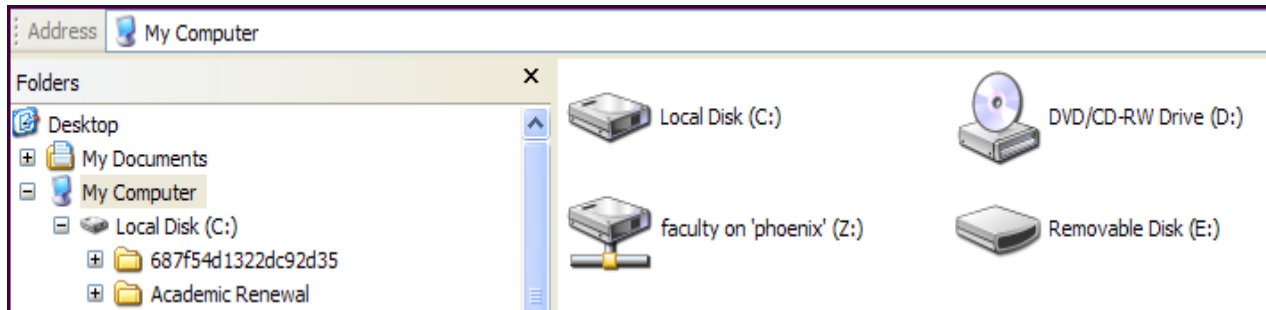 Address My Computer
Folders
Desktop
My Documents
My Computer
Local Disk (C:)
687f54d1322dc92d35
Academic Renewal
Local Disk (C:)
DVD/CD-RW Drive (D:)
faculty on 'phoenix' (Z:)
Removable Disk (E:)